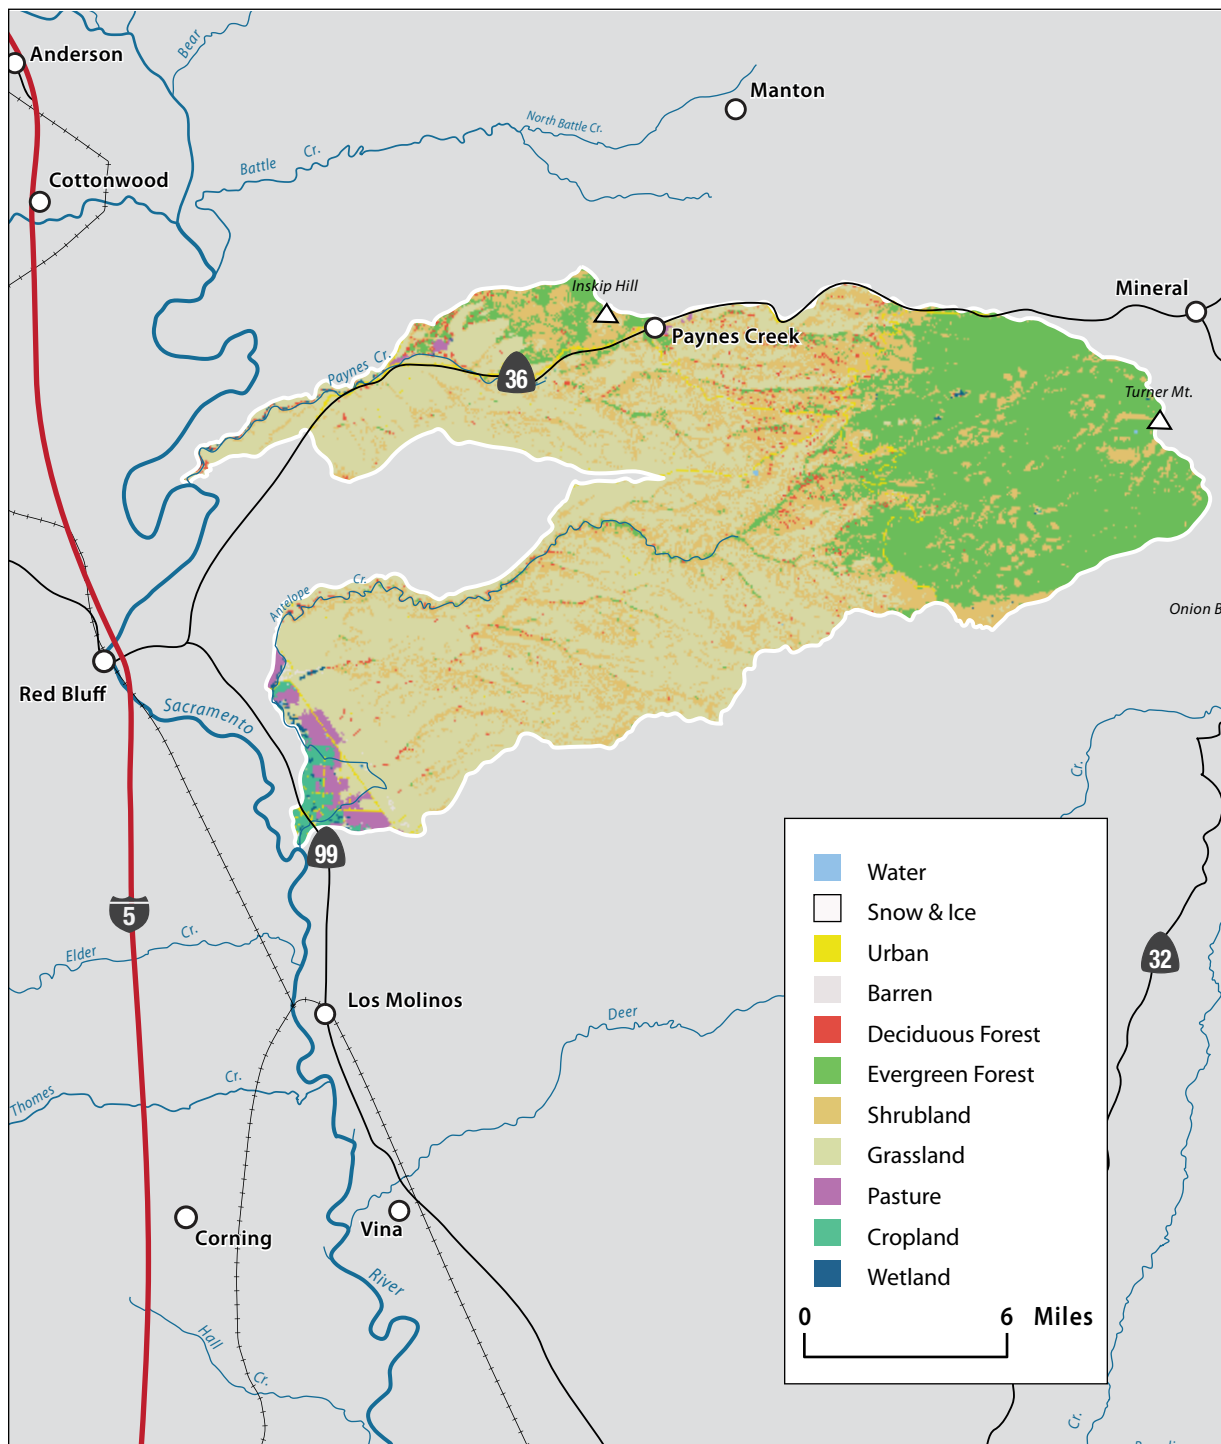 Bear
Anderson
Manton
North Battle Cr.
Battle Cr.
Cottonwood
Inskip Hill
Mineral
Paynes Creek
Paynes Cr.
36
Turner Mt.
Antelope Cr.
Onion B
Red Bluff
Sacramento
Cr.
99
5
Elder Cr.
32
Los Molinos
Deer
Thomes Cr.
Corning
Vina
River
Hall Cr.
Cr.
Water
Snow & Ice
Urban
Barren
Deciduous Forest
Evergreen Forest
Shrubland
Grassland
Pasture
Cropland
Wetland
0 6 Miles